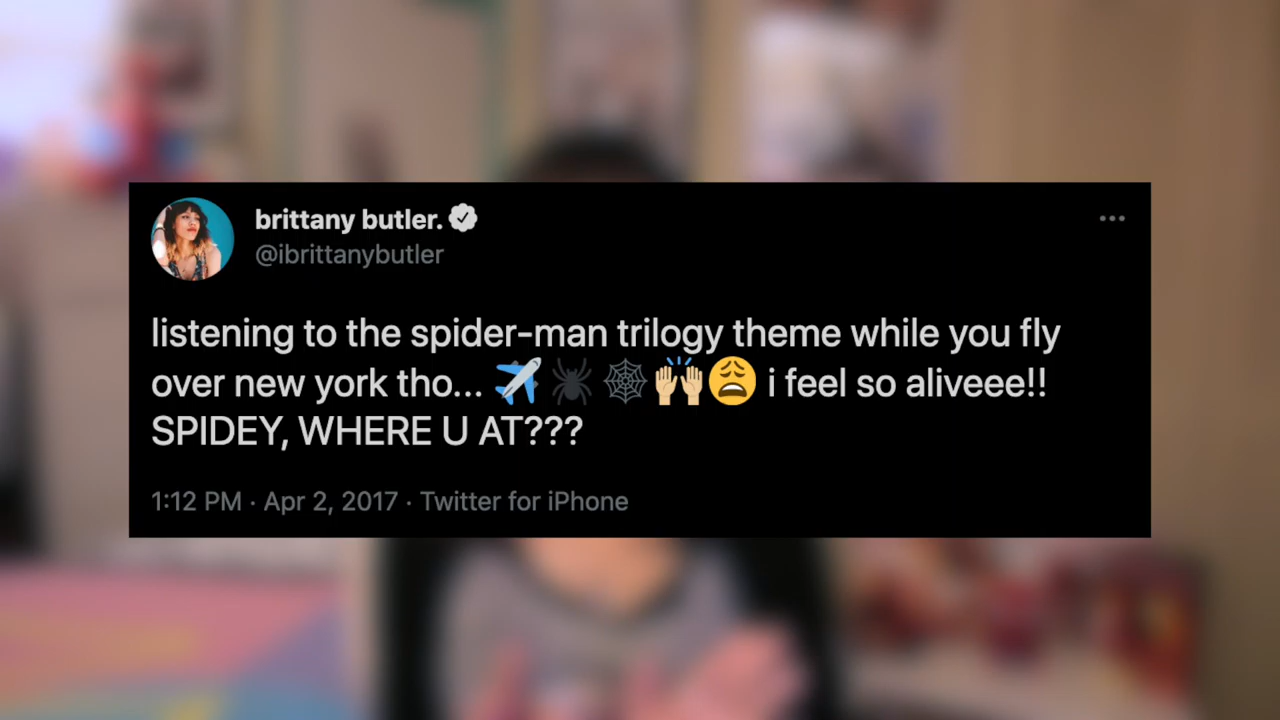 brittany butler.
@ibrittanybutler
listening to the spider-man trilogy theme while you fly
over new york tho... ✈️🕷️🕸️🙌🏼😩 i feel so aliveee!!
SPIDEY, WHERE U AT???
1:12 PM · Apr 2, 2017 · Twitter for iPhone